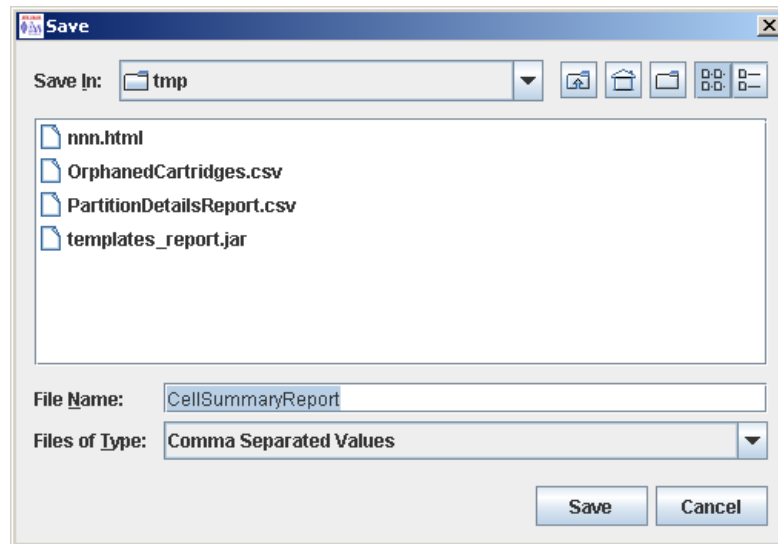 Save
Save In: tmp
nnn.html
OrphanedCartridges.csv
PartitionDetailsReport.csv
templates_report.jar
File Name: CellSummaryReport
Files of Type: Comma Separated Values
Save Cancel